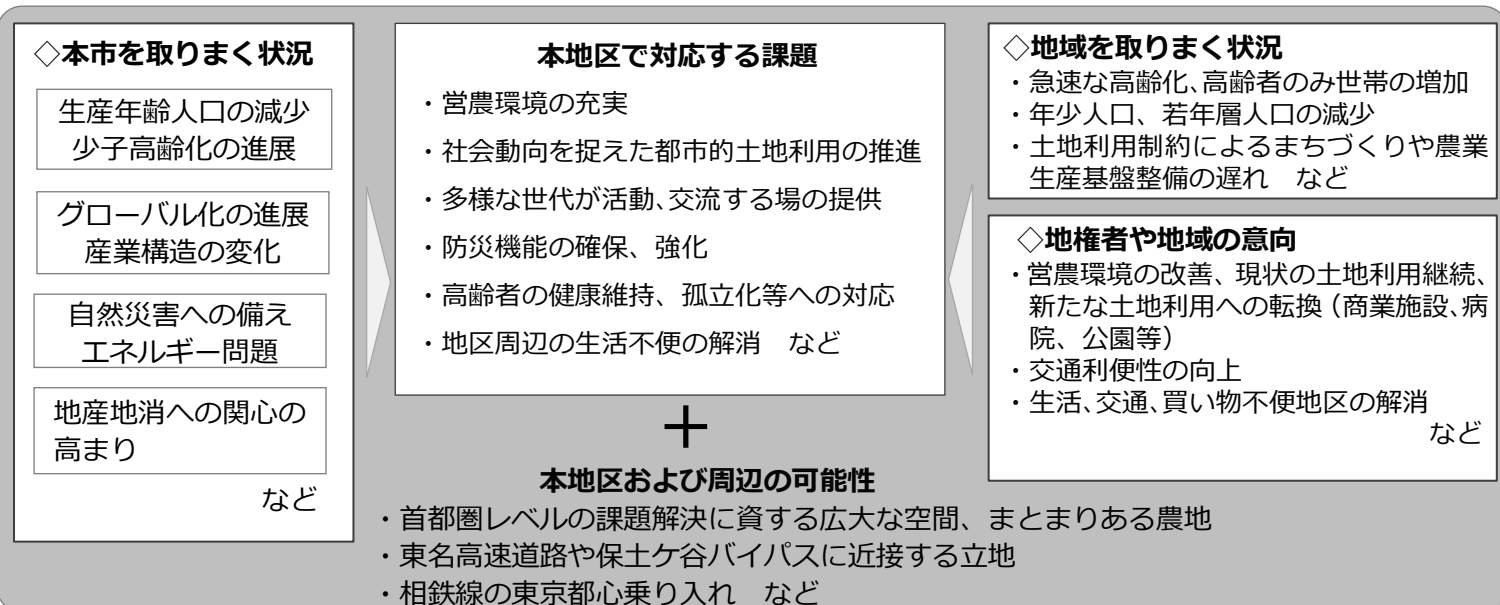 ◇本市を取りまく状況
生産年齢人口の減少
少子高齢化の進展
グローバル化の進展
産業構造の変化
自然災害への備え
エネルギー問題
地産地消への関心の
高まり
など
本地区で対応する課題
・営農環境の充実
・社会動向を捉えた都市的土地利用の推進
・多様な世代が活動、交流する場の提供
・防災機能の確保、強化
・高齢者の健康維持、孤立化等への対応
・地区周辺の生活不便の解消　など
＋
本地区および周辺の可能性
・首都圏レベルの課題解決に資する広大な空間、まとまりある農地
・東名高速道路や保土ケ谷バイパスに近接する立地
・相鉄線の東京都心乗り入れ　など
◇地域を取りまく状況
・急速な高齢化、高齢者のみ世帯の増加
・年少人口、若年層人口の減少
・土地利用制約によるまちづくりや農業
生産基盤整備の遅れ　など
◇地権者や地域の意向
・営農環境の改善、現状の土地利用継続、
新たな土地利用への転換（商業施設、病
院、公園等）
・交通利便性の向上
・生活、交通、買い物不便地区の解消
など